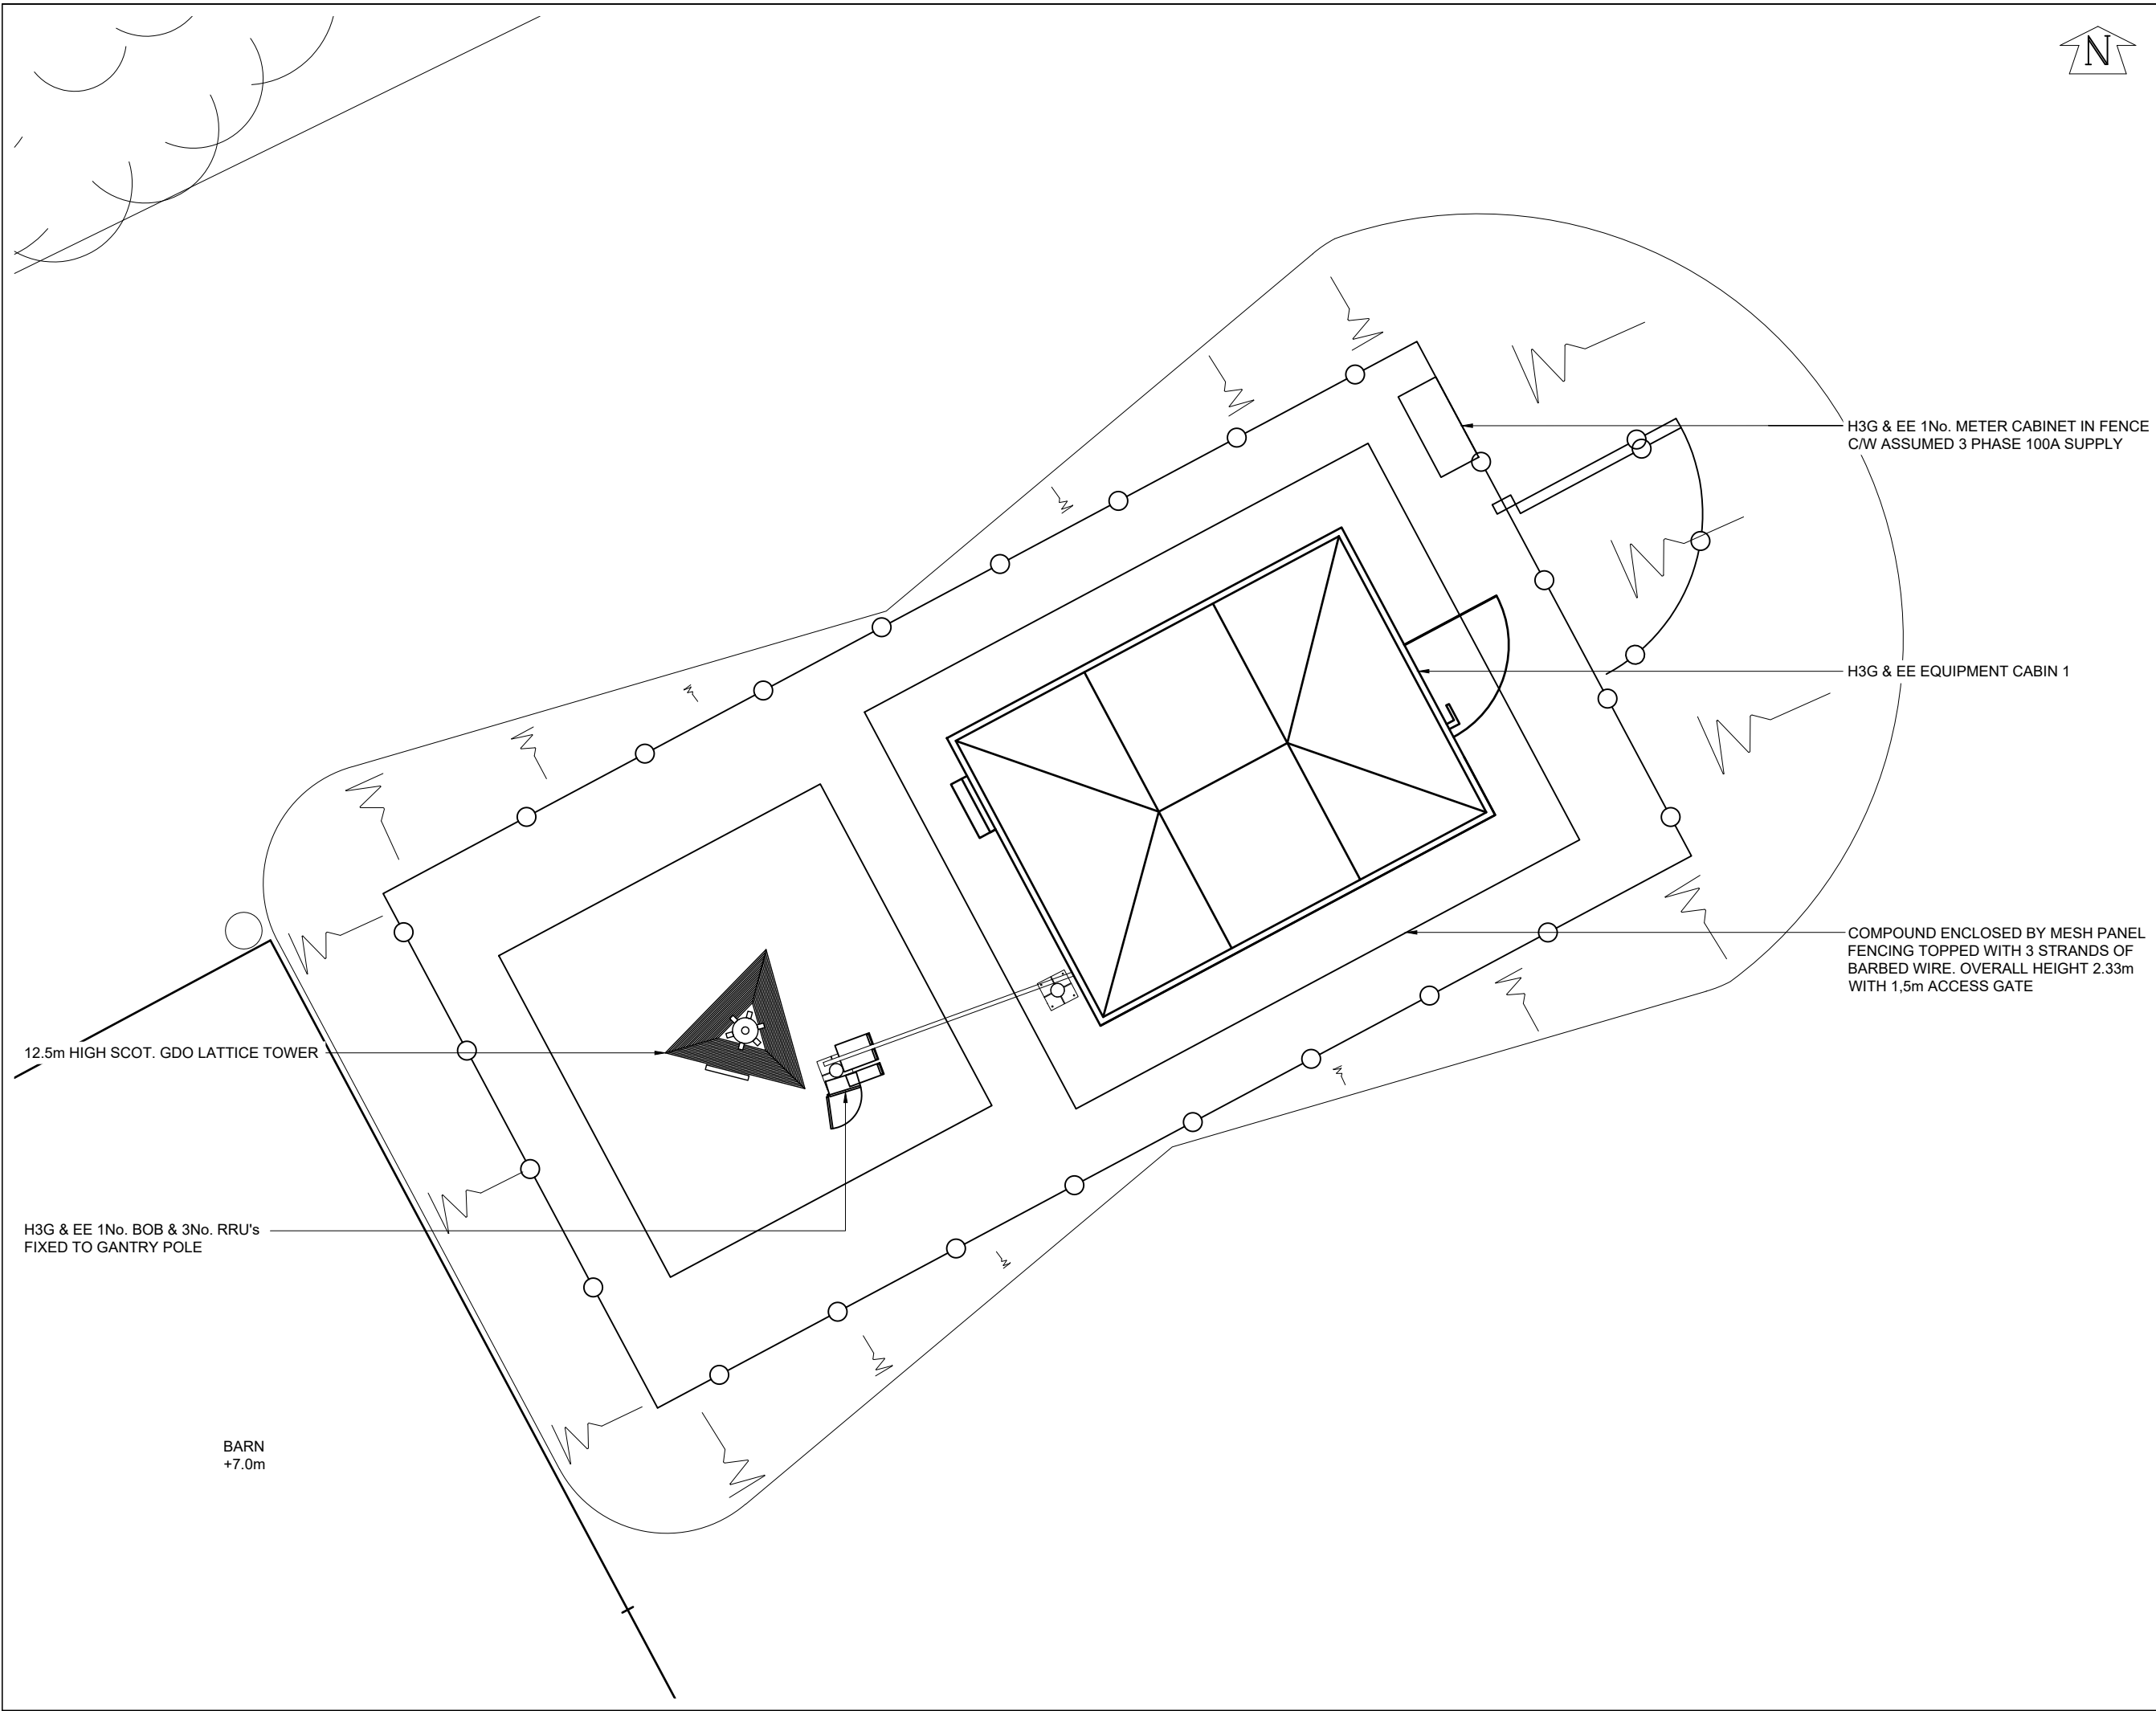 N
H3G & EE 1No. METER CABINET IN FENCE
C/W ASSUMED 3 PHASE 100A SUPPLY
H3G & EE EQUIPMENT CABIN 1
COMPOUND ENCLOSED BY MESH PANEL
FENCING TOPPED WITH 3 STRANDS OF
BARBED WIRE. OVERALL HEIGHT 2.33m
WITH 1,5m ACCESS GATE
12.5m HIGH SCOT. GDO LATTICE TOWER
H3G & EE 1No. BOB & 3No. RRU's
FIXED TO GANTRY POLE
BARN
+7.0m